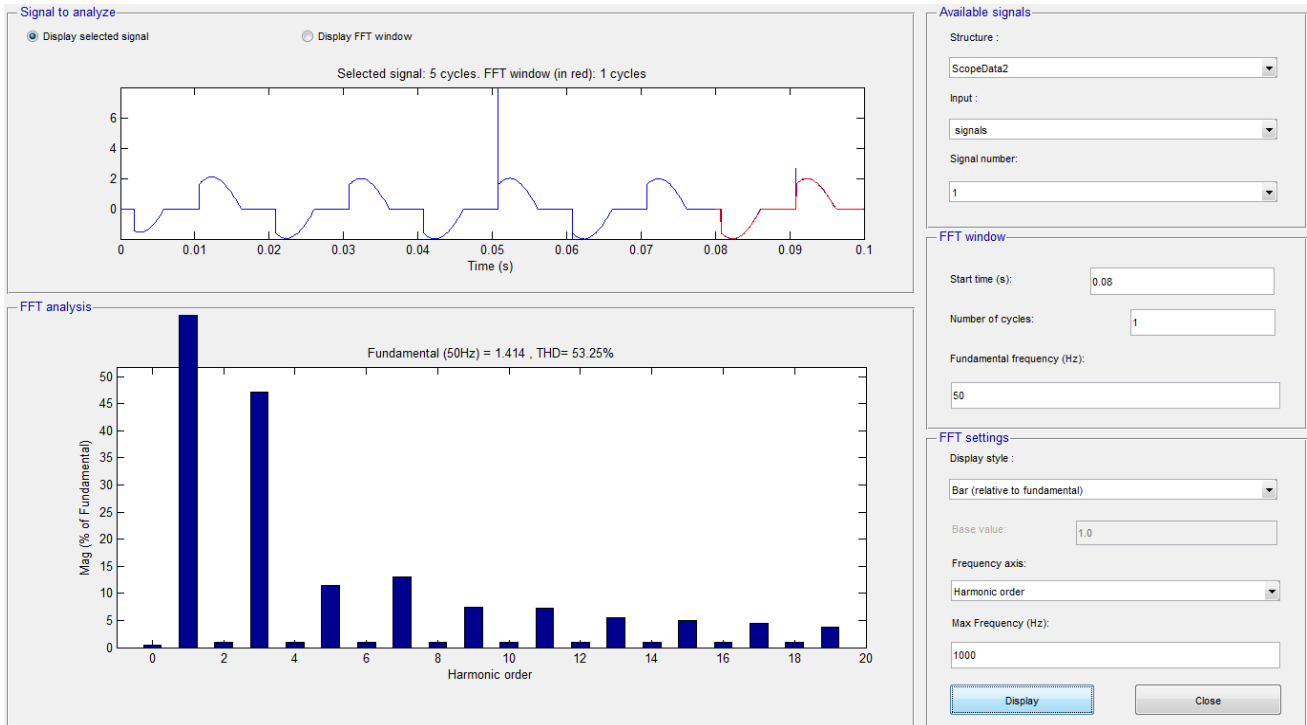 Signal to analyze
Display selected signal
Display FFT window
Selected signal: 5 cycles. FFT window (in red): 1 cycles
6
4
2
0
0 0.01 0.02 0.03 0.04 0.05 0.06 0.07 0.08 0.09 0.1
Time (s)
FFT analysis
Fundamental (50Hz) = 1.414 , THD= 53.25%
Mag (% of Fundamental)
50
45
40
35
30
25
20
15
10
5
0
0 2 4 6 8 10 12 14 16 18 20
Harmonic order
Available signals
Structure :
ScopeData2
Input :
signals
Signal number:
1
FFT window
Start time (s):
0.08
Number of cycles:
1
Fundamental frequency (Hz):
50
FFT settings
Display style :
Bar (relative to fundamental)
Base value:
1.0
Frequency axis:
Harmonic order
Max Frequency (Hz):
1000
Display
Close